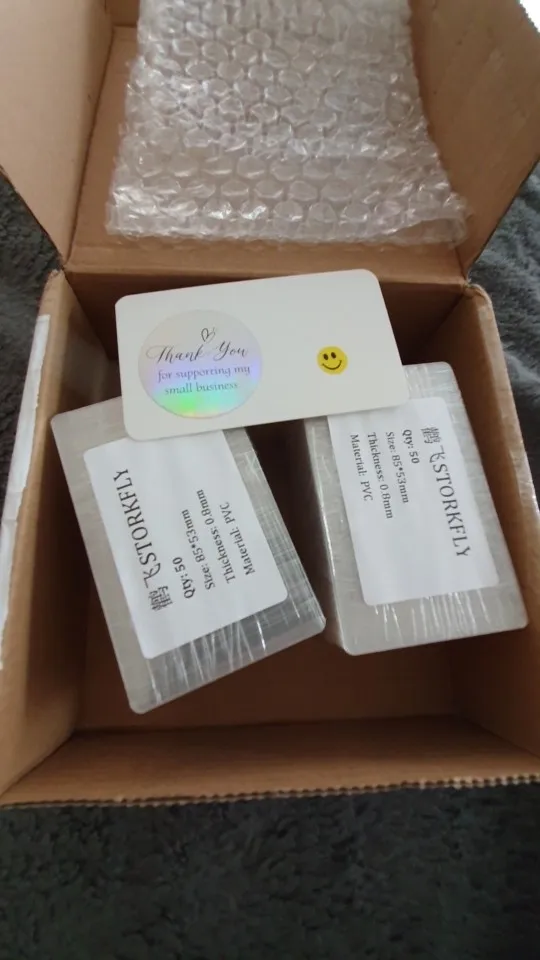 Thank You
for supporting my
small business
鹳飞STORKFLY
Qty: 50
Size: 85*53mm
Thickness: 0.8mm
Material: PVC
鹳飞STORKFLY
Qty: 50
Size: 85*53mm
Thickness: 0.8mm
Material: PVC